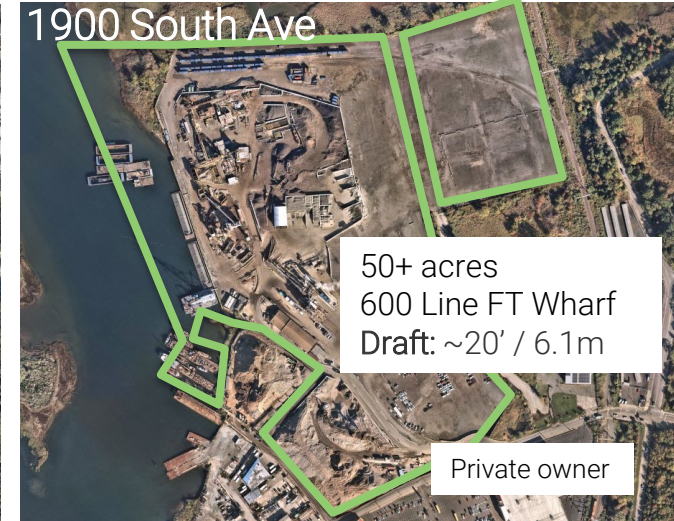 1900 South Ave
50+ acres
600 Line FT Wharf
Draft: ~20’ / 6.1m
Private owner